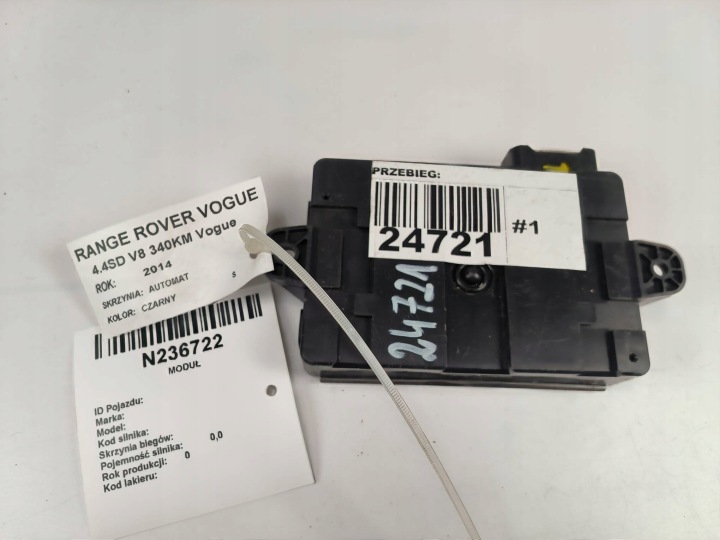 RANGE ROVER VOGUE
4.4SD V8 340KM Vogue
ROK: 2014
SKRZYNIA: AUTOMAT s
KOLOR: CZARNY
N236722
MODUŁ
ID Pojazdu:
Marka:
Model:
Kod silnika:
Skrzynia biegów:
Pojemność silnika: 0,0
Rok produkcji: 0
Kod lakieru:
PRZEBIEG:
24721
#1
24721